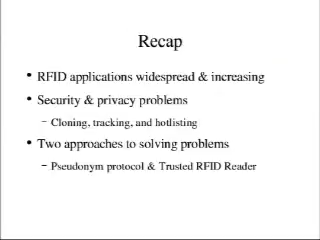 Recap
• RFID applications widespread & increasing
• Security & privacy problems
– Cloning, tracking, and hotlisting
• Two approaches to solving problems
– Pseudonym protocol & Trusted RFID Reader